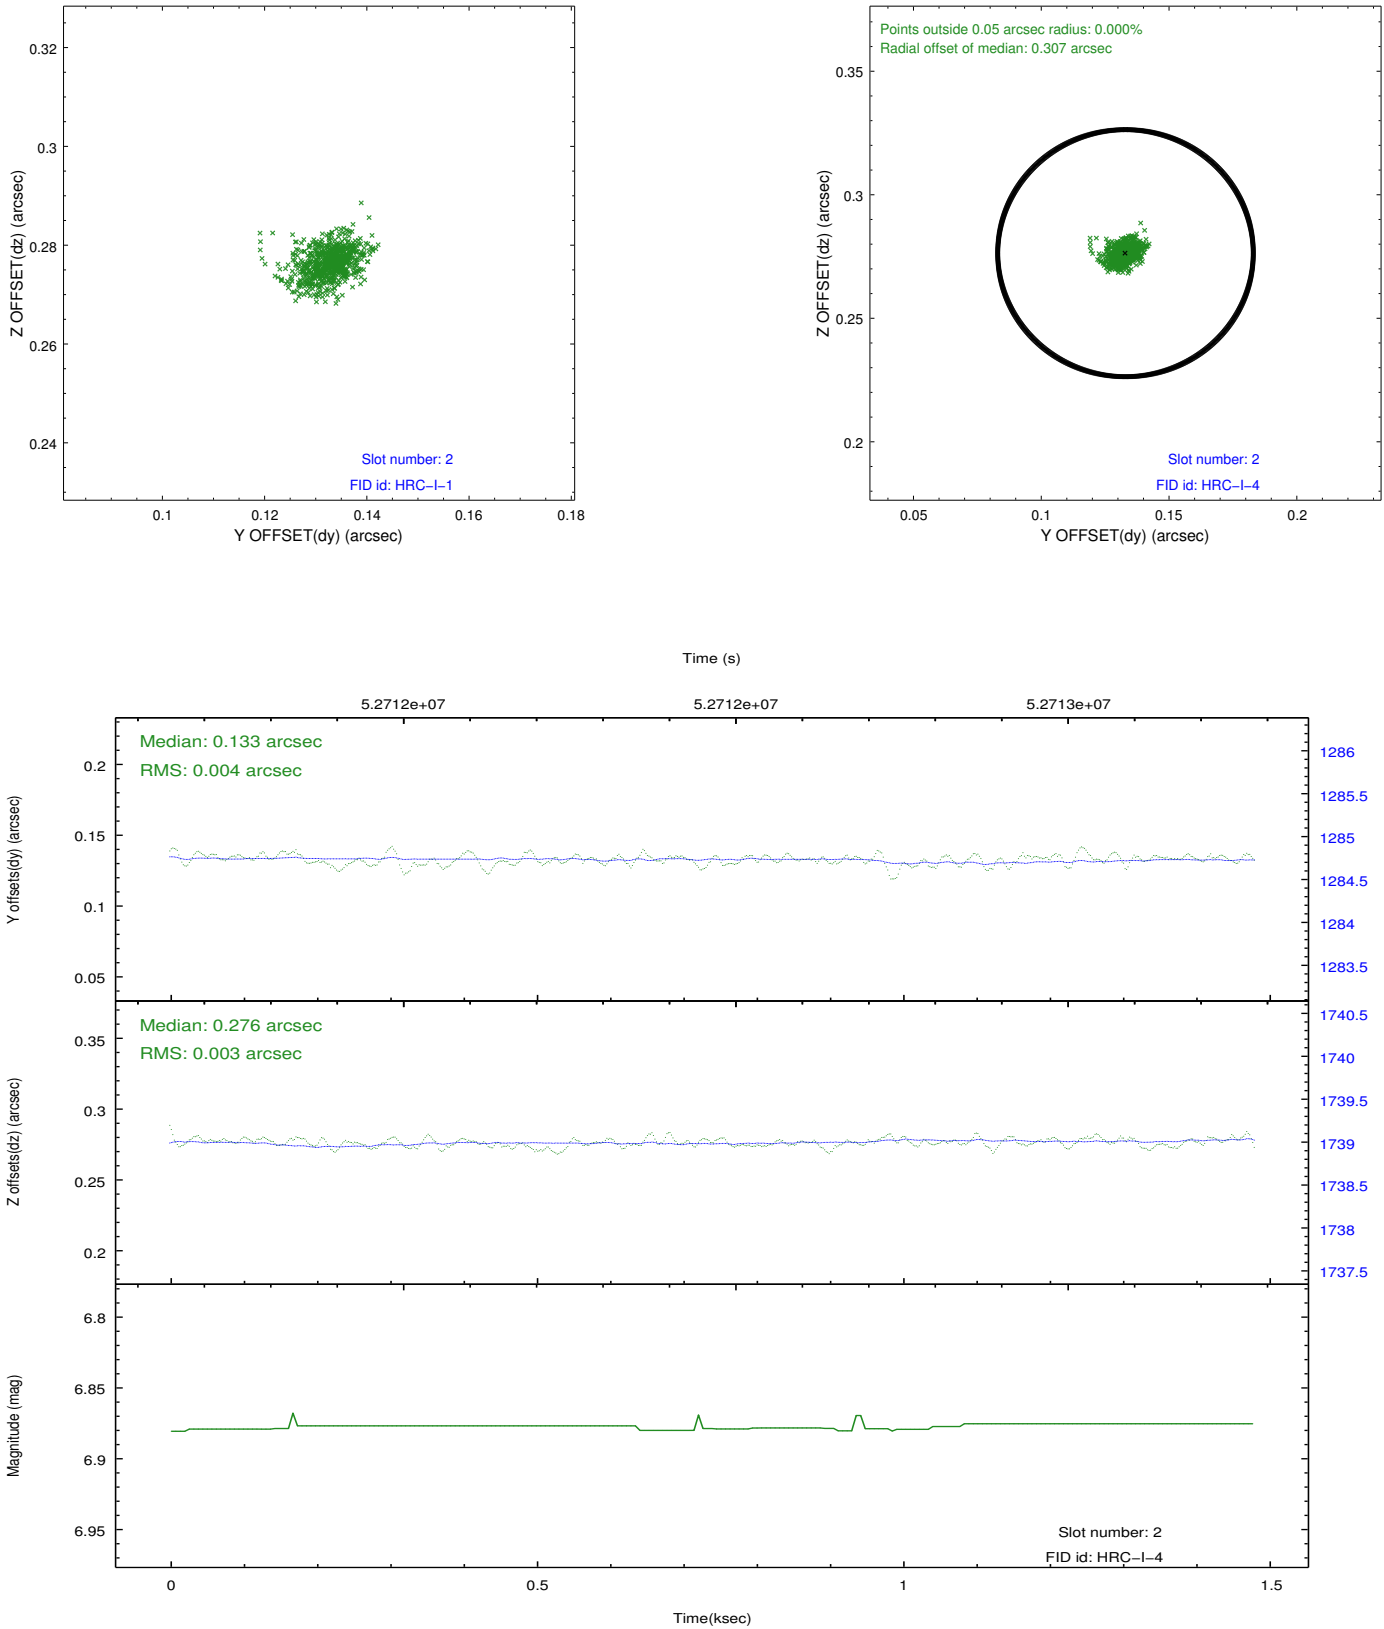 0.32
0.3
0.28
0.26
0.24
Z OFFSET(dz) (arcsec)
Slot number: 2
FID id: HRC-I-1
0.1 0.12 0.14 0.16 0.18
Y OFFSET(dy) (arcsec)
Points outside 0.05 arcsec radius: 0.000%
Radial offset of median: 0.307 arcsec
0.35
0.3
0.25
0.2
Z OFFSET(dz) (arcsec)
Slot number: 2
FID id: HRC-I-4
0.05 0.1 0.15 0.2
Y OFFSET(dy) (arcsec)
Time (s)
5.2712e+07 5.2712e+07 5.2713e+07
Median: 0.133 arcsec
RMS: 0.004 arcsec
0.2
0.15
0.1
0.05
Y offsets(dy) (arcsec)
1286
1285.5
1285
1284.5
1284
1283.5
Median: 0.276 arcsec
RMS: 0.003 arcsec
0.35
0.3
0.25
0.2
Z offsets(dz) (arcsec)
1740.5
1740
1739.5
1739
1738.5
1738
1737.5
6.8
6.85
6.9
6.95
Magnitude (mag)
Slot number: 2
FID id: HRC-I-4
0 0.5 1 1.5
Time(ksec)